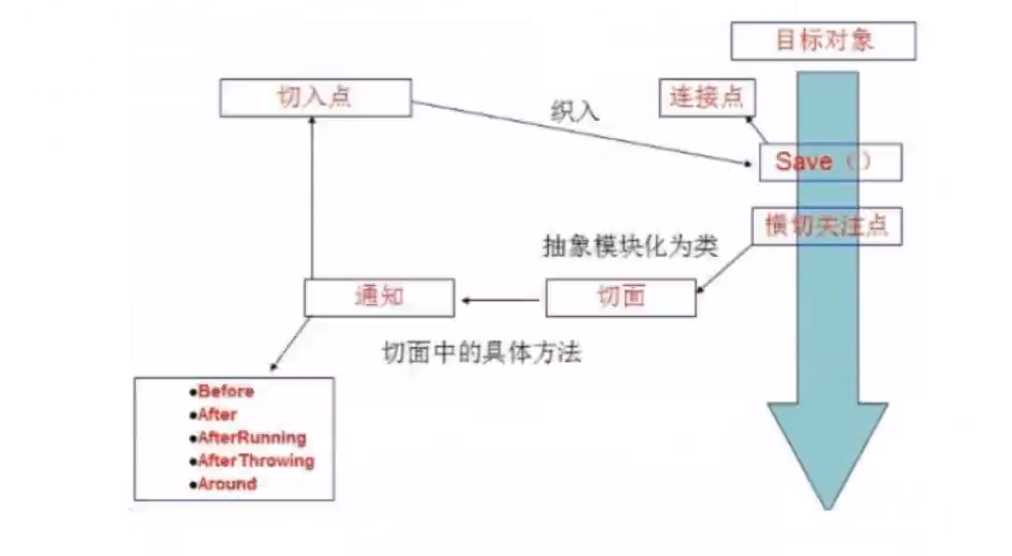 目标对象
切入点
连接点
织入
Save（）
横切关注点
抽象模块化为类
通知
切面
切面中的具体方法
●Before
●After
●AfterRunning
●AfterThrowing
●Around